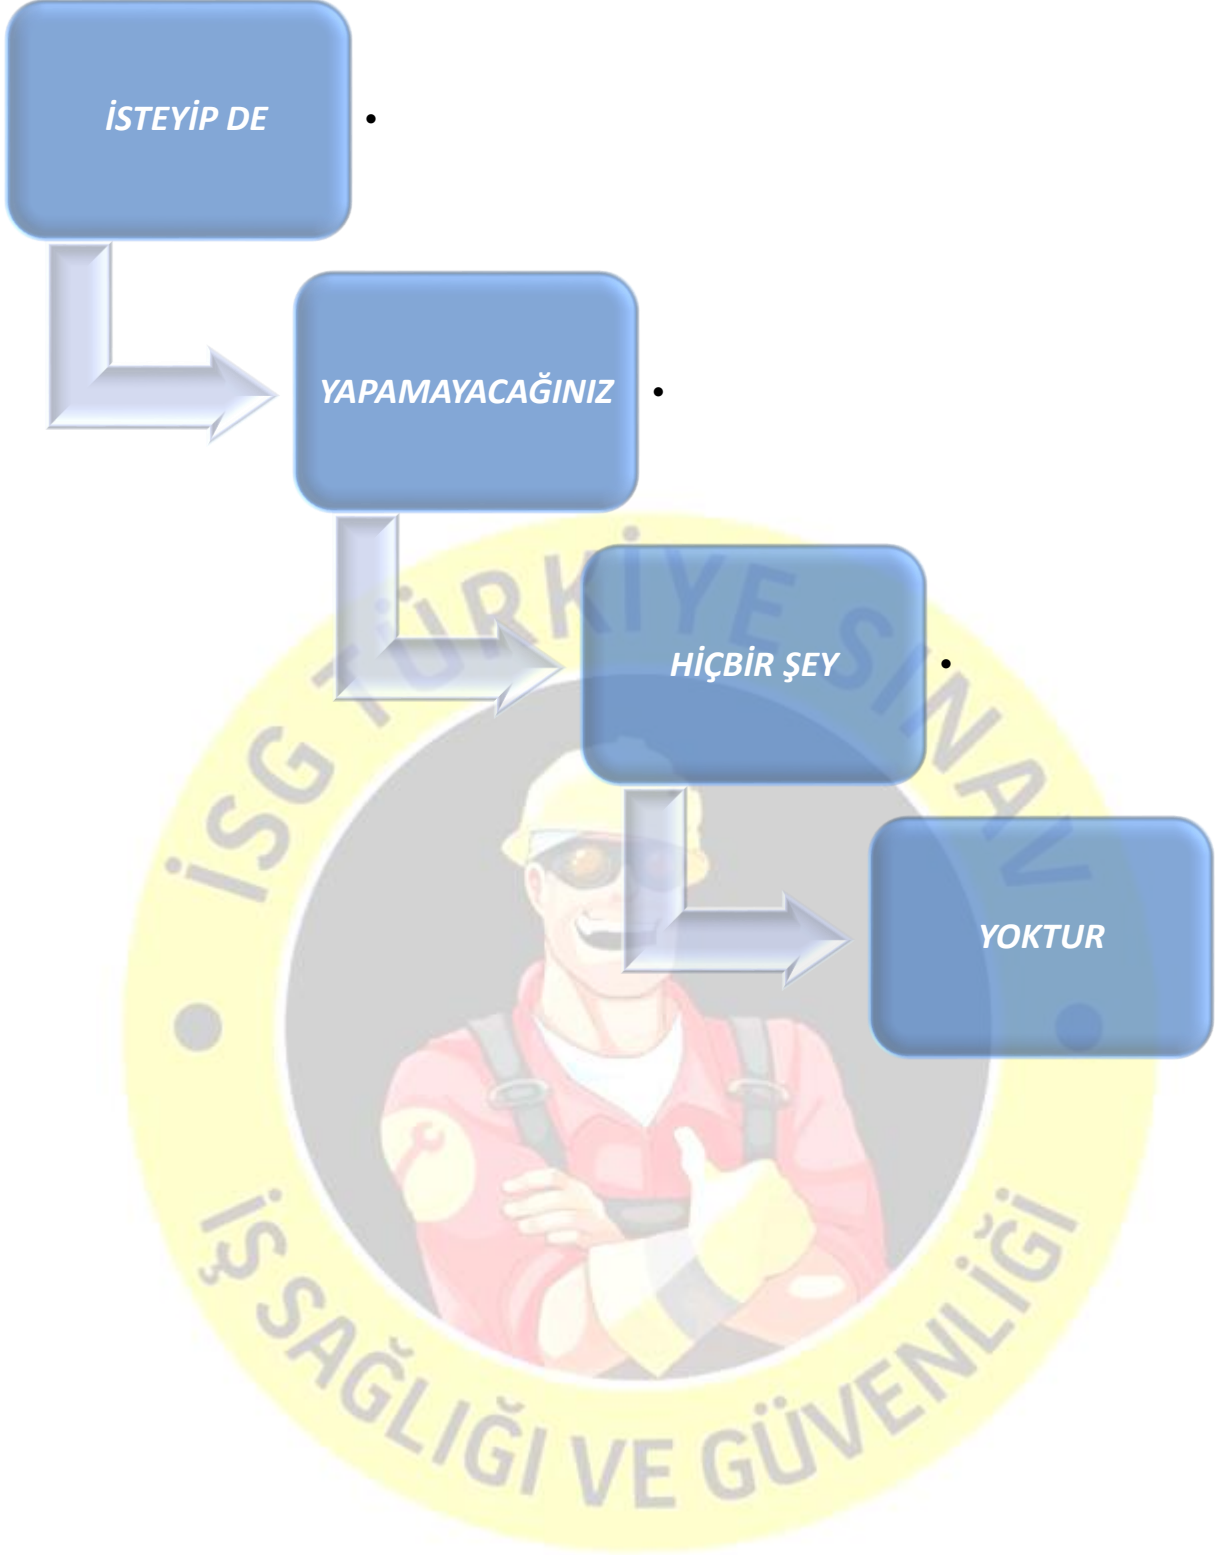 İSTEYİP DE
•
YAPAMAYACAĞINIZ
•
HİÇBİR ŞEY
•
YOKTUR
İSG TÜRKİYE SINAV
• •
İŞ SAĞLIĞI VE GÜVENLİĞİ